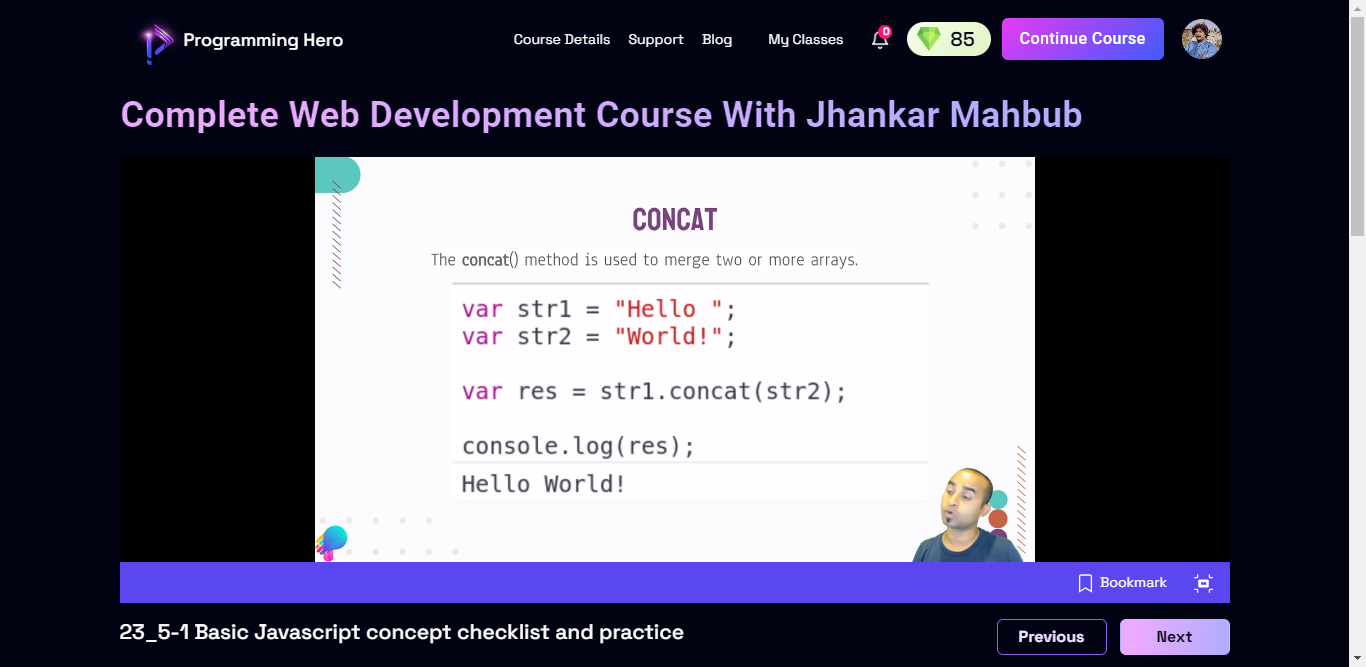 Programming Hero
Course Details Support Blog My Classes 0 85 Continue Course
Complete Web Development Course With Jhankar Mahbub
CONCAT
The concat() method is used to merge two or more arrays.
var str1 = "Hello ";
var str2 = "World!";
var res = str1.concat(str2);
console.log(res);
Hello World!
Bookmark
23_5-1 Basic Javascript concept checklist and practice
Previous Next